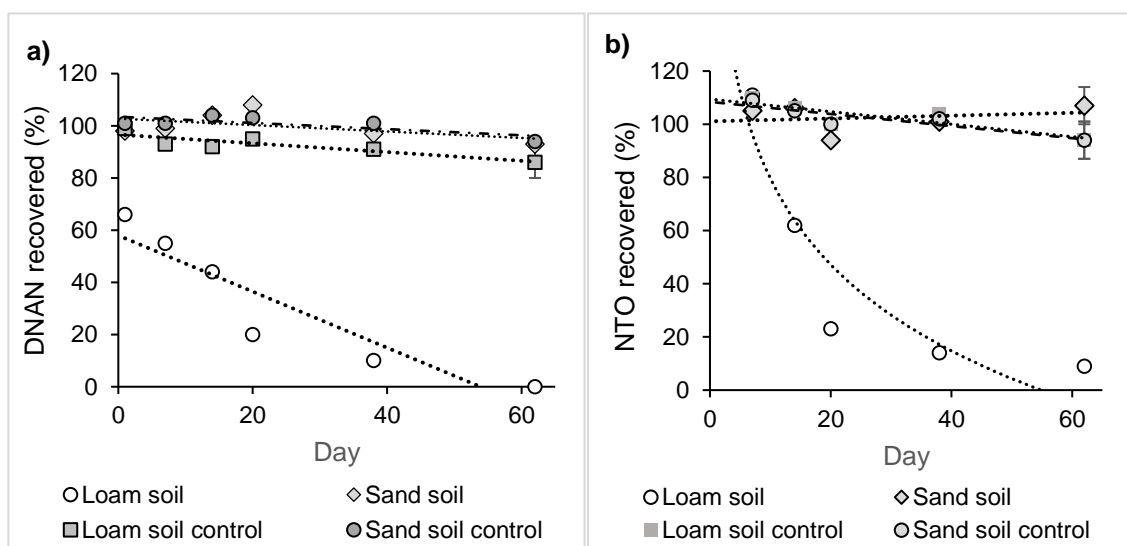 a)
120
100
80
60
40
20
0
DNAN recovered (%)
0 20 40 60
Day
Loam soil Sand soil
Loam soil control Sand soil control
b)
120
100
80
60
40
20
0
NTO recovered (%)
0 20 40 60
Day
Loam soil Sand soil
Loam soil control Sand soil control